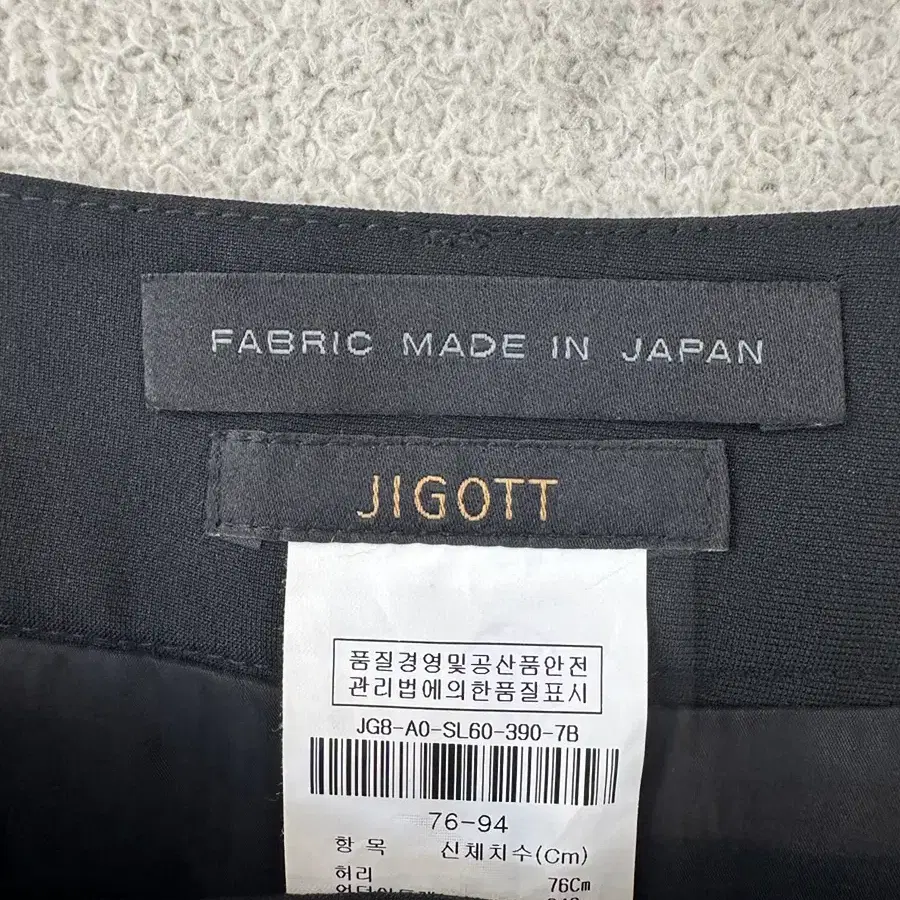 FABRIC MADE IN JAPAN
JIGOTT
품질경영및공산품안전
관리법에의한품질표시
JG8-A0-SL60-390-7B
76-94
항 목 신체치수(Cm)
허리 76Cm